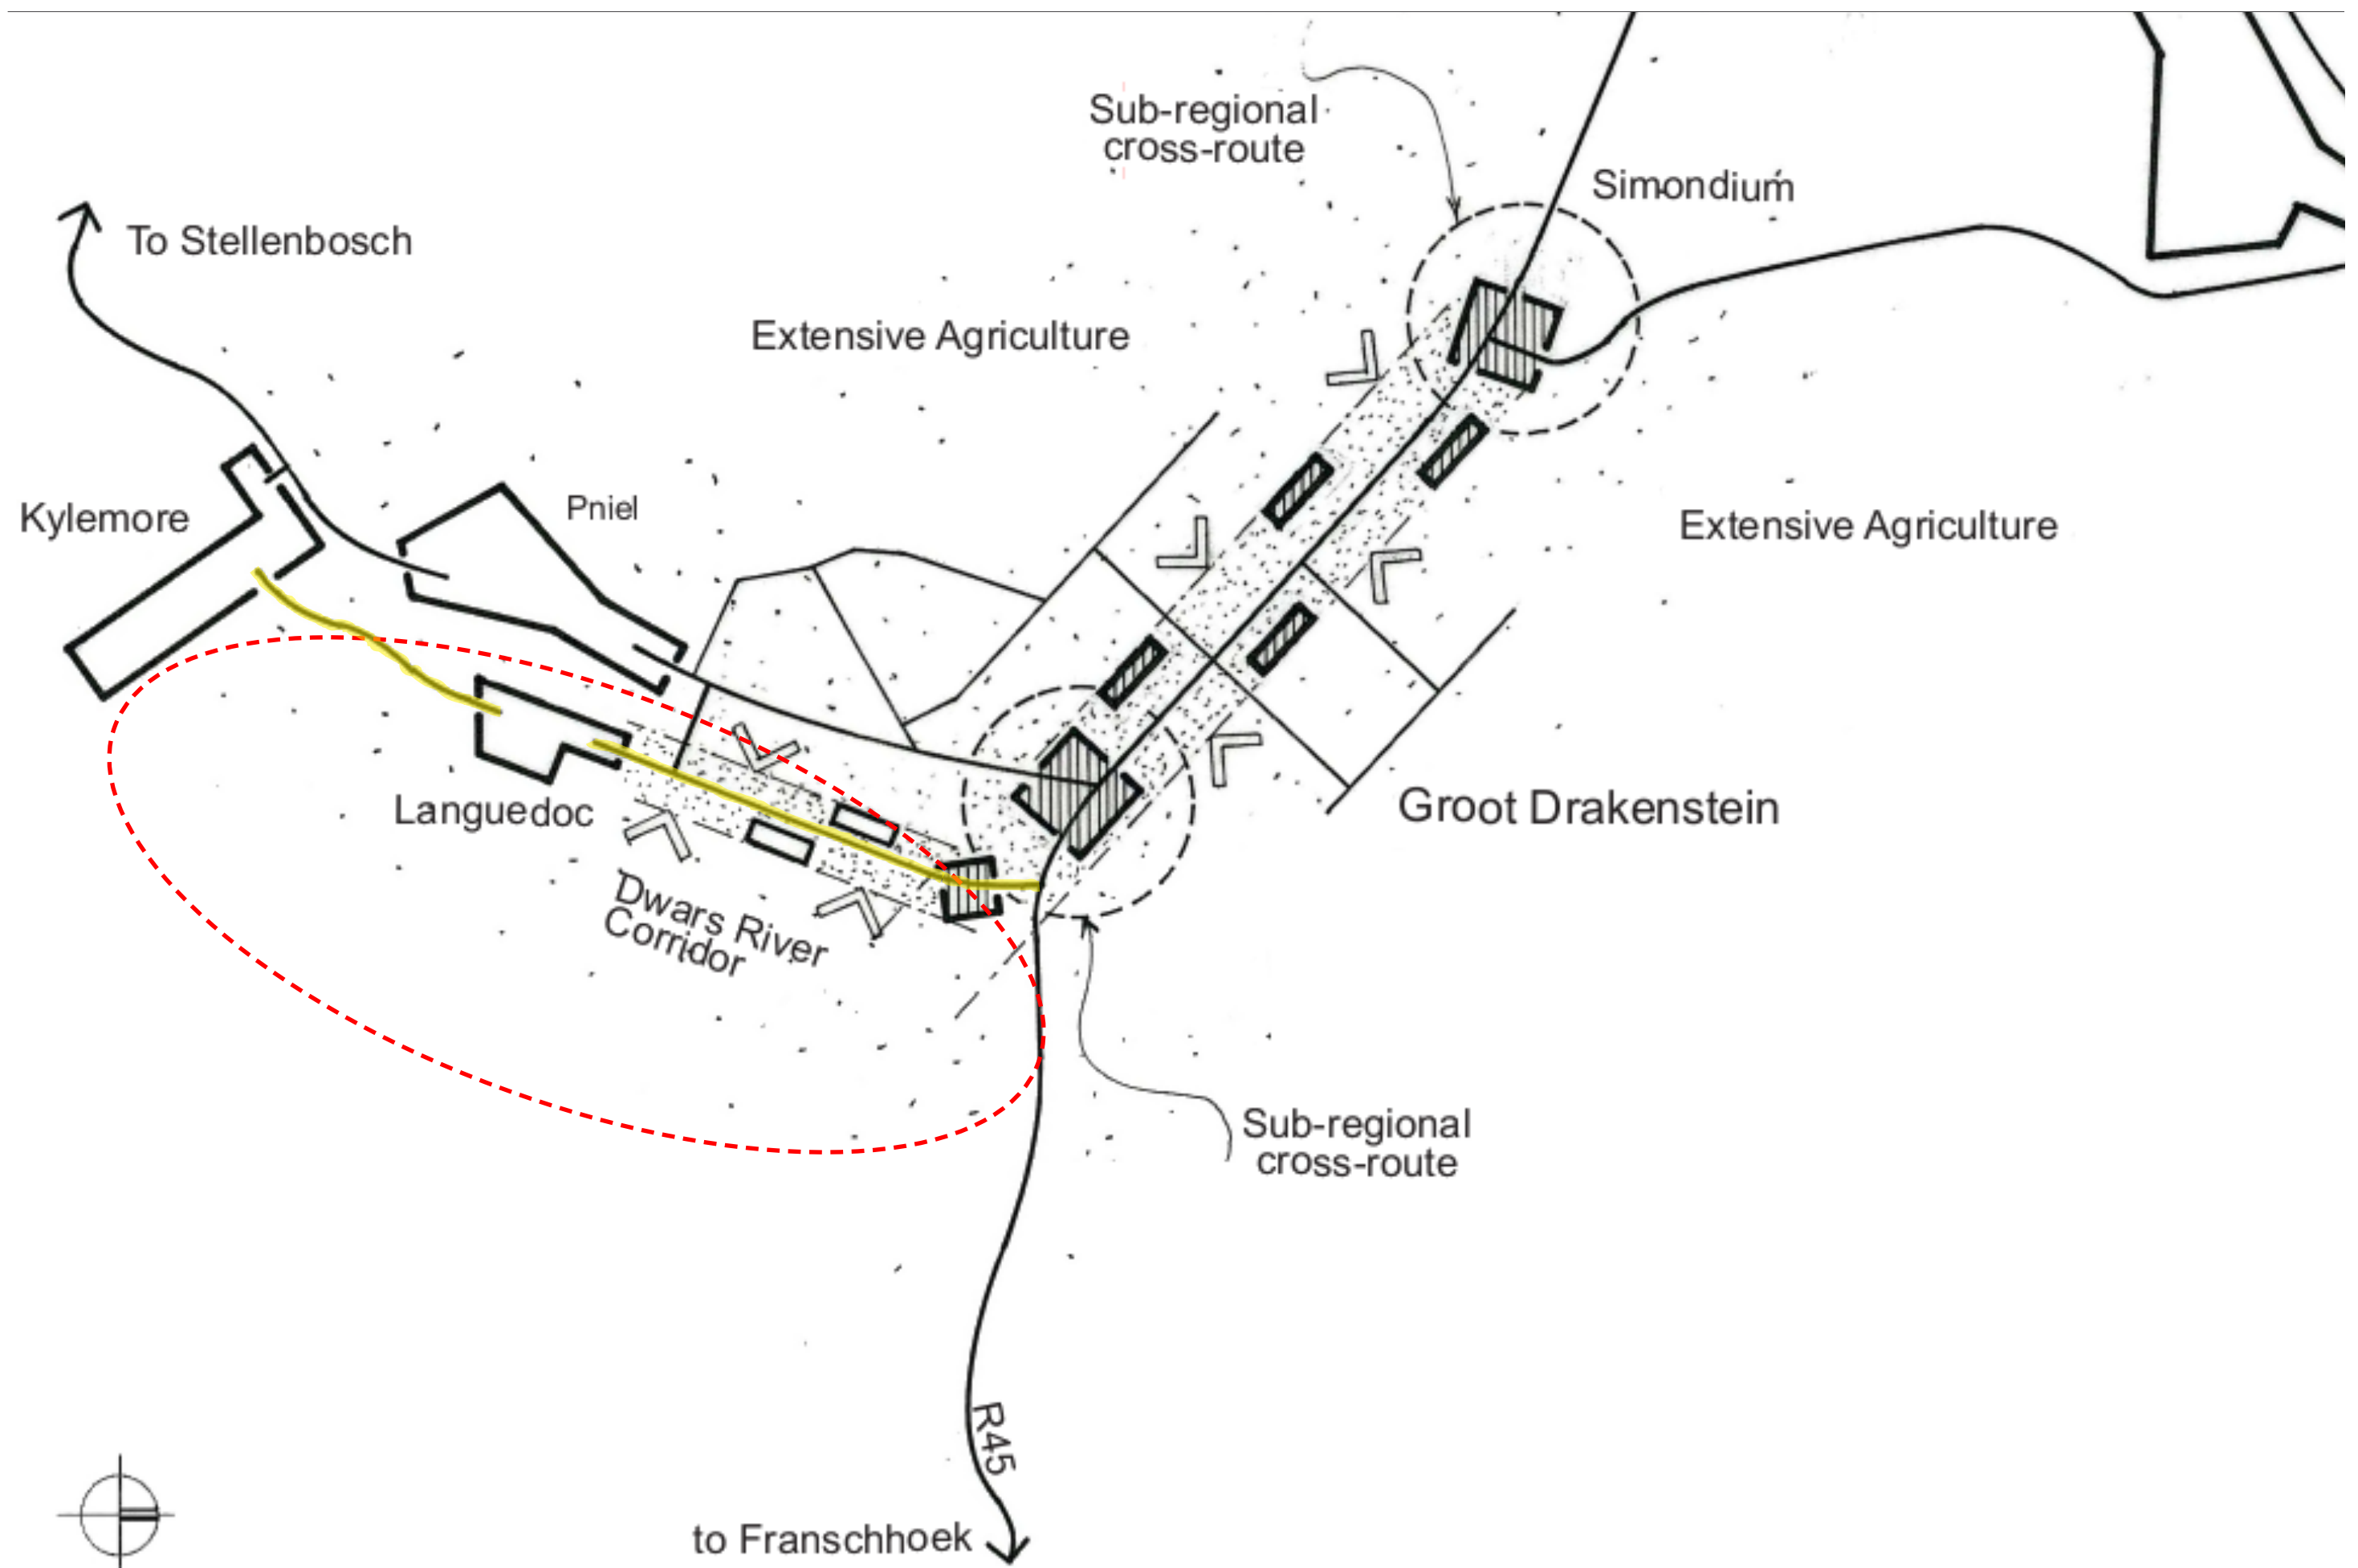 Sub-regional
cross-route
Simondium
To Stellenbosch
Extensive Agriculture
Kylemore
Pniel
Extensive Agriculture
Languedoc
Groot Drakenstein
Dwars River
Corridor
Sub-regional
cross-route
R45
to Franschhoek